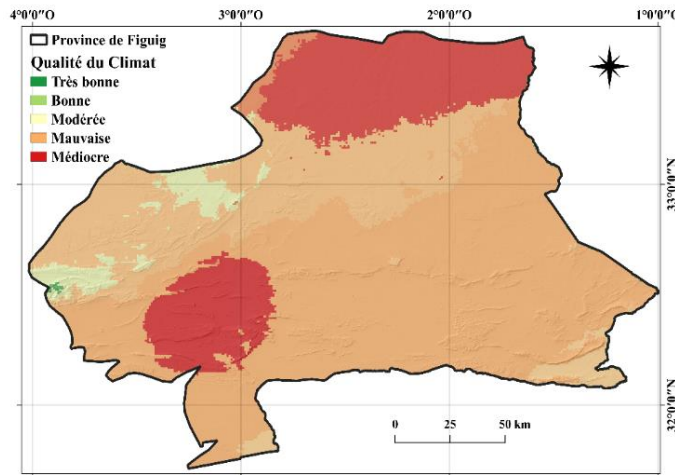 4°0'0"W 3°0'0"W 2°0'0"W 1°0'0"W
Province de Figuig
Qualité du Climat
Très bonne
Bonne
Modérée
Mauvaise
Médiocre
33°0'0"N
32°0'0"N
0 25 50 km